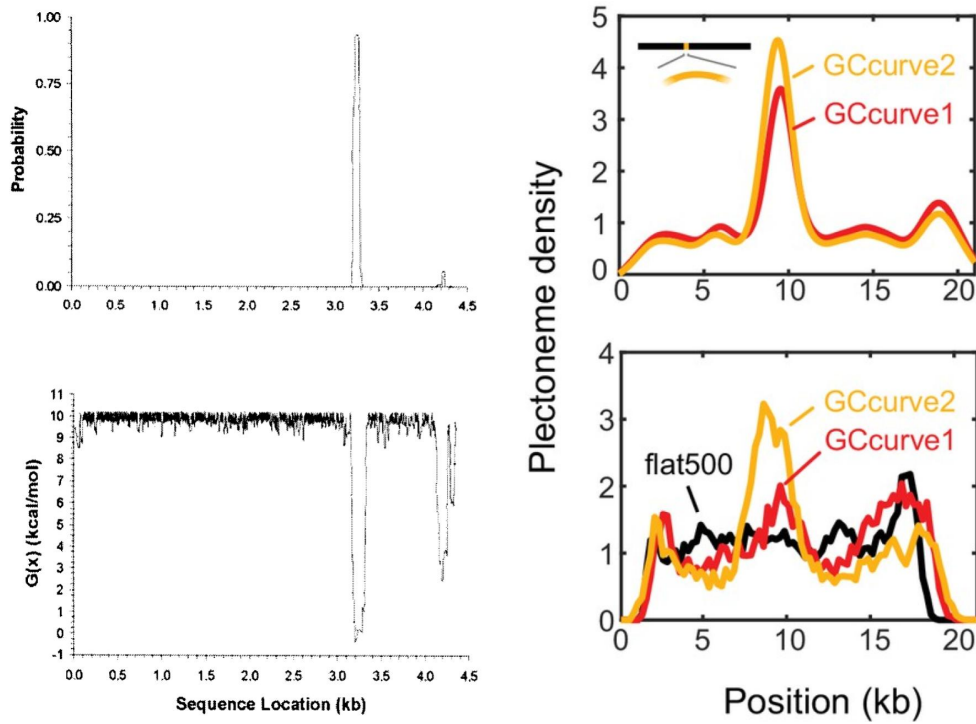 Probability
1.00
0.75
0.50
0.25
0.00
0.0 0.5 1.0 1.5 2.0 2.5 3.0 3.5 4.0 4.5
G(x) (kcal/mol)
11
10
9
8
7
6
5
4
3
2
1
0
-1
0.0 0.5 1.0 1.5 2.0 2.5 3.0 3.5 4.0 4.5
Sequence Location (kb)
Plectoneme density
5
4
3
2
1
0
GCcurve2
GCcurve1
0 5 10 15 20
4
3
2
1
0
GCcurve2
GCcurve1
flat500
0 5 10 15 20
Position (kb)